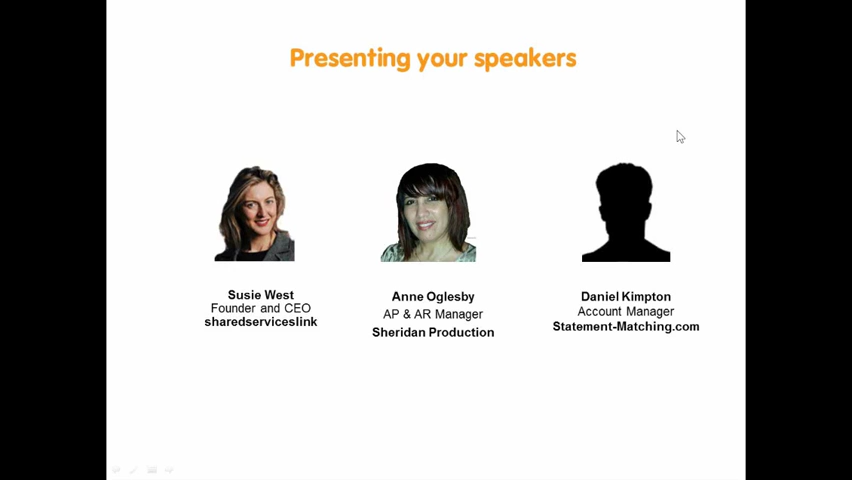 Presenting your speakers
Susie West
Founder and CEO
sharedserviceslink
Anne Oglesby
AP & AR Manager
Sheridan Production
Daniel Kimpton
Account Manager
Statement-Matching.com